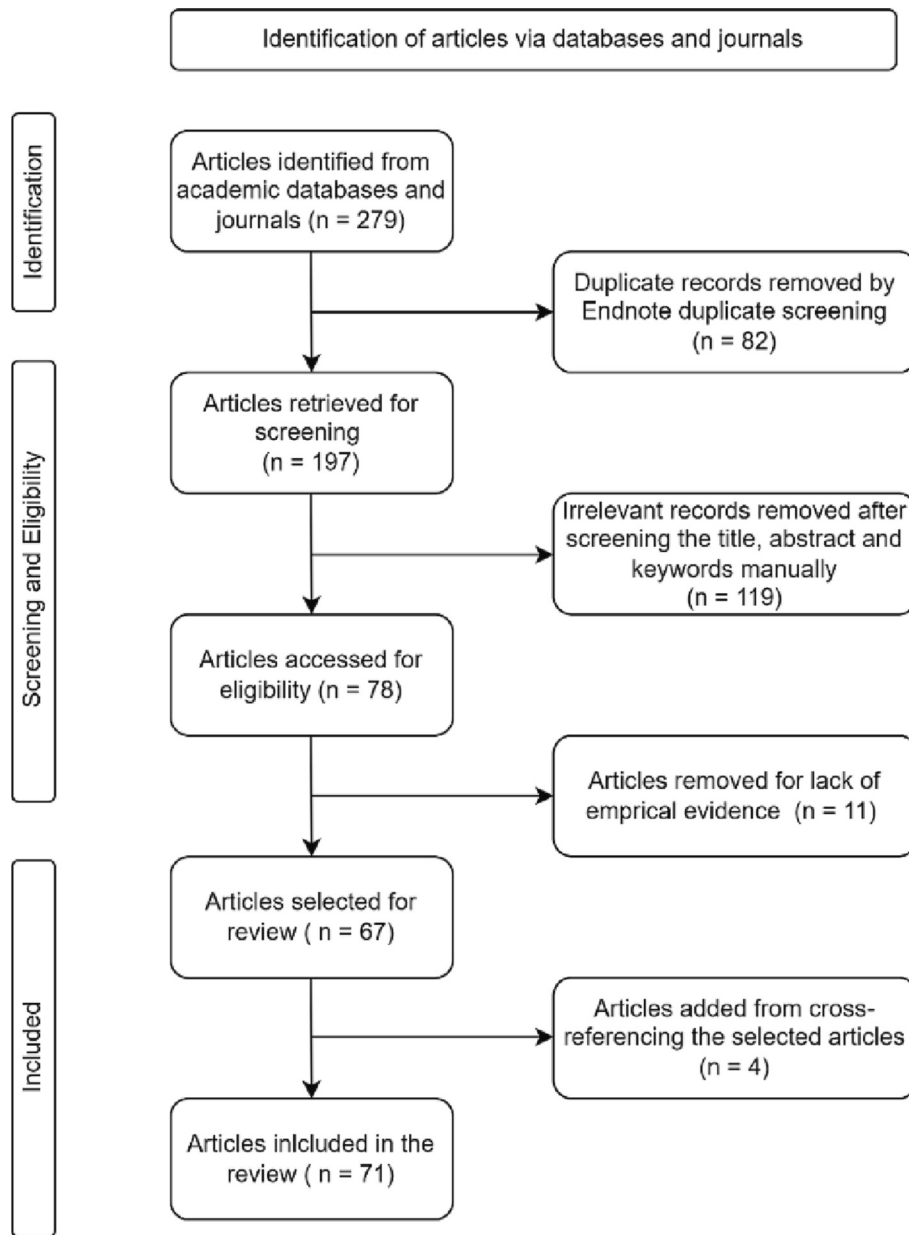 Identification of articles via databases and journals
Identification
Articles identified from
academic databases and
journals (n = 279)
Duplicate records removed by
Endnote duplicate screening
(n = 82)
Screening and Eligibility
Articles retrieved for
screening
(n = 197)
Irrelevant records removed after
screening the title, abstract and
keywords manually
(n = 119)
Articles accessed for
eligibility (n = 78)
Articles removed for lack of
emprical evidence (n = 11)
Included
Articles selected for
review ( n = 67)
Articles added from cross-
referencing the selected articles
(n = 4)
Articles inlcluded in the
review ( n = 71)